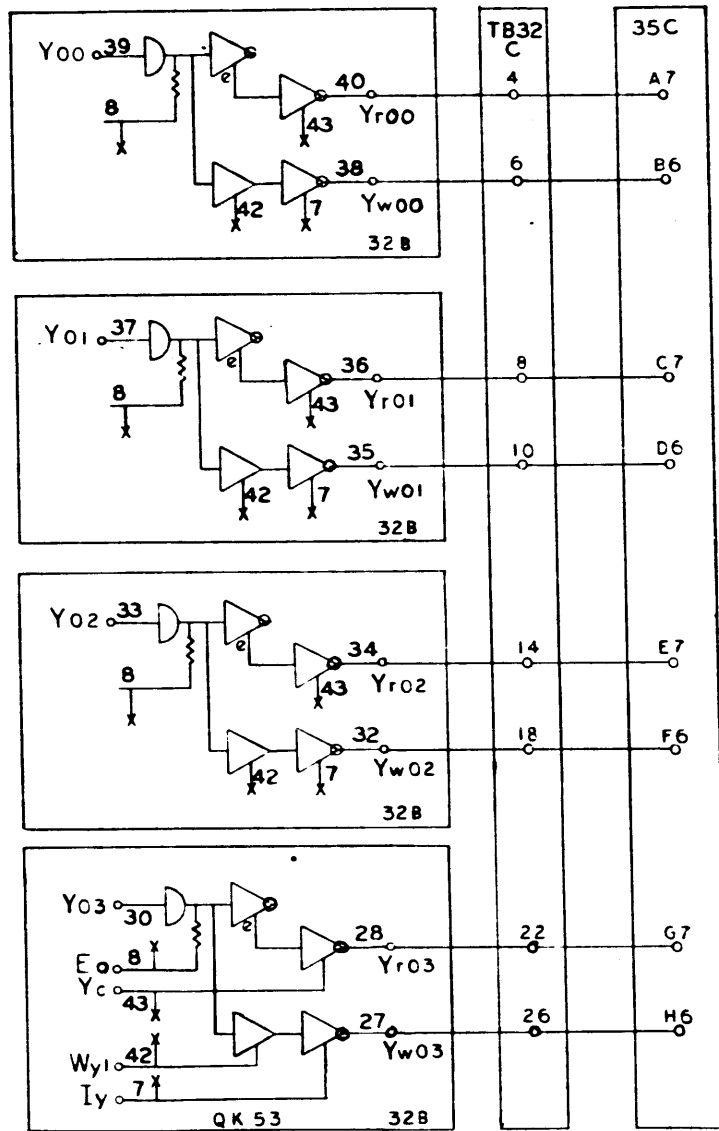 TB32
C
35C
Y00 39
e
8
40
Yr00
4
A7
43
38
Yw00
6
B6
42
7
32B
Y01 37
e
8
36
Yr01
8
C7
43
35
Yw01
10
D6
42
7
32B
Y02 33
e
8
34
Yr02
14
E7
43
32
Yw02
18
F6
42
7
32B
Y03 30
e
E 8
Yc
43
28
Yr03
22
G7
27
Yw03
26
H6
Wy1 42
Iy 7
QK 53
32B